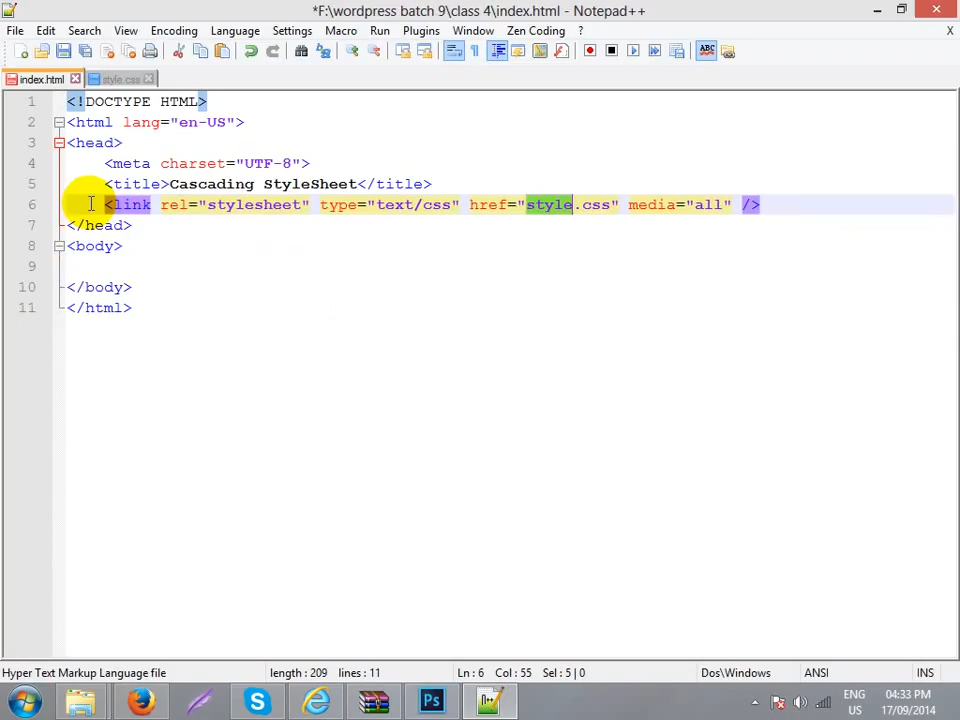 *F:\wordpress batch 9\class 4\index.html - Notepad++
File Edit Search View Encoding Language Settings Macro Run Plugins Window Zen Coding ? X
ABC
index.html style.css
1 <!DOCTYPE HTML>
2 <html lang="en-US">
3 <head>
4 <meta charset="UTF-8">
5 <title>Cascading StyleSheet</title>
6 <link rel="stylesheet" type="text/css" href="style.css" media="all" />
7 </head>
8 <body>
9
10 </body>
11 </html>
Hyper Text Markup Language file length : 209 lines : 11 Ln : 6 Col : 55 Sel : 5 | 0 Dos\Windows ANSI INS
ENG 04:33 PM
US 17/09/2014